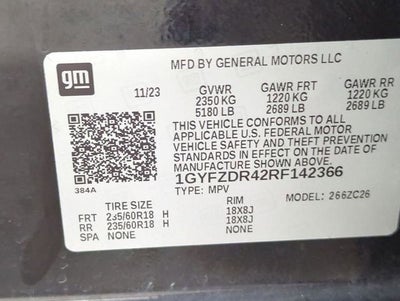 gm
MFD BY GENERAL MOTORS LLC
11/23
GVWR GAWR FRT GAWR RR
2350 KG 1220 KG 1220 KG
5180 LB 2689 LB 2689 LB
THIS VEHICLE CONFORMS TO ALL
APPLICABLE U.S. FEDERAL MOTOR
VEHICLE SAFETY AND THEFT PREVENTION
STANDARDS IN EFFECT ON THE DATE OF
MANUFACTURE SHOWN ABOVE.
384A
1GYFZDR42RF142366
TYPE: MPV MODEL: 266ZC26
TIRE SIZE RIM
FRT 235/60R18 H 18X8J
RR 235/60R18 H 18X8J
SPA NONE NONE